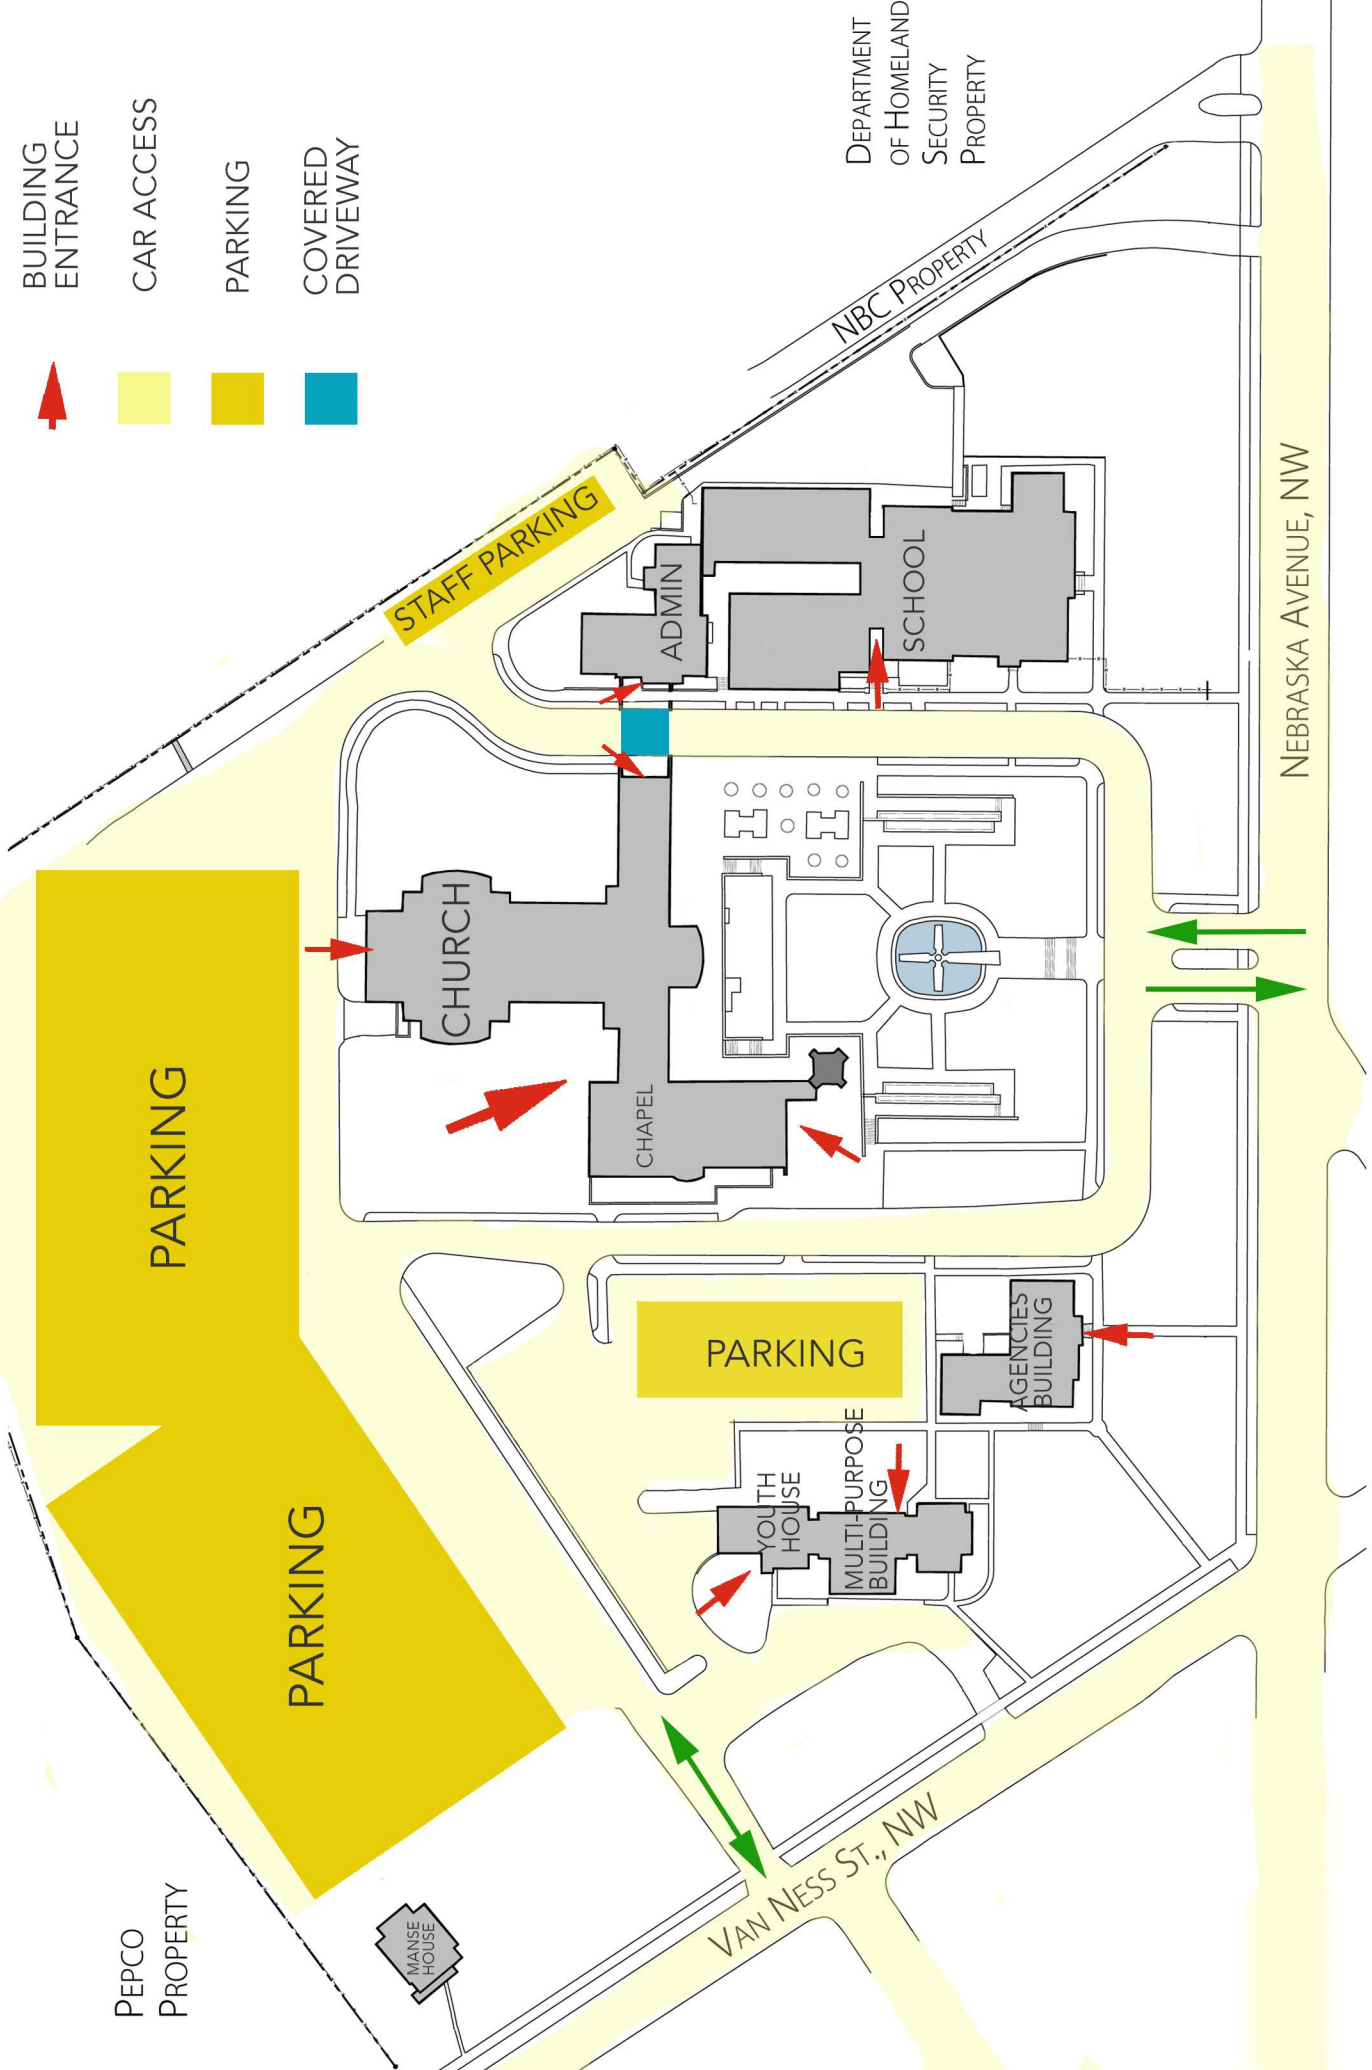 BUILDING
ENTRANCE
CAR ACCESS
PARKING
COVERED
DRIVEWAY
DEPARTMENT
OF HOMELAND
SECURITY
PROPERTY
NBC PROPERTY
STAFF PARKING
ADMIN
SCHOOL
NEBRASKA AVENUE, NW
CHURCH
CHAPEL
PARKING
PARKING
PARKING
AGENCIES
BUILDING
YOUTH
HOUSE
MULTI-PURPOSE
BUILDING
VAN NESS ST., NW
MANSE
HOUSE
PEPCO
PROPERTY